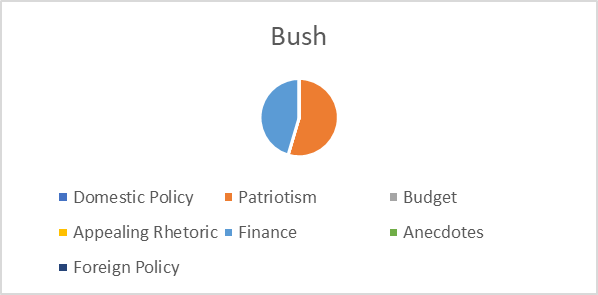 Bush
Domestic Policy Patriotism Budget
Appealing Rhetoric Finance Anecdotes
Foreign Policy